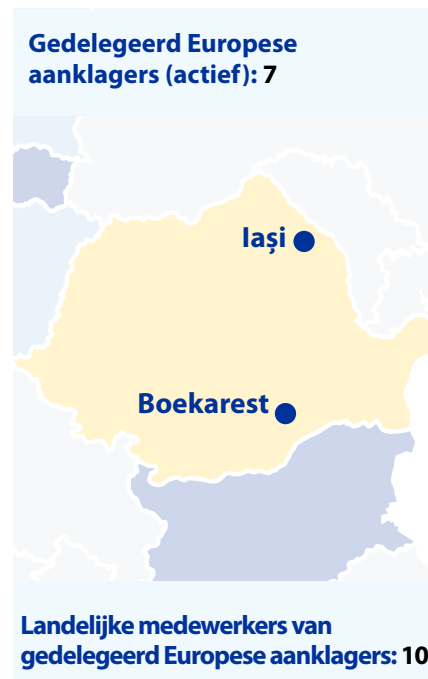 Gedelegeerd Europese
aanklagers (actief): 7
Iași
Boekarest
Landelijke medewerkers van
gedelegeerd Europese aanklagers: 10